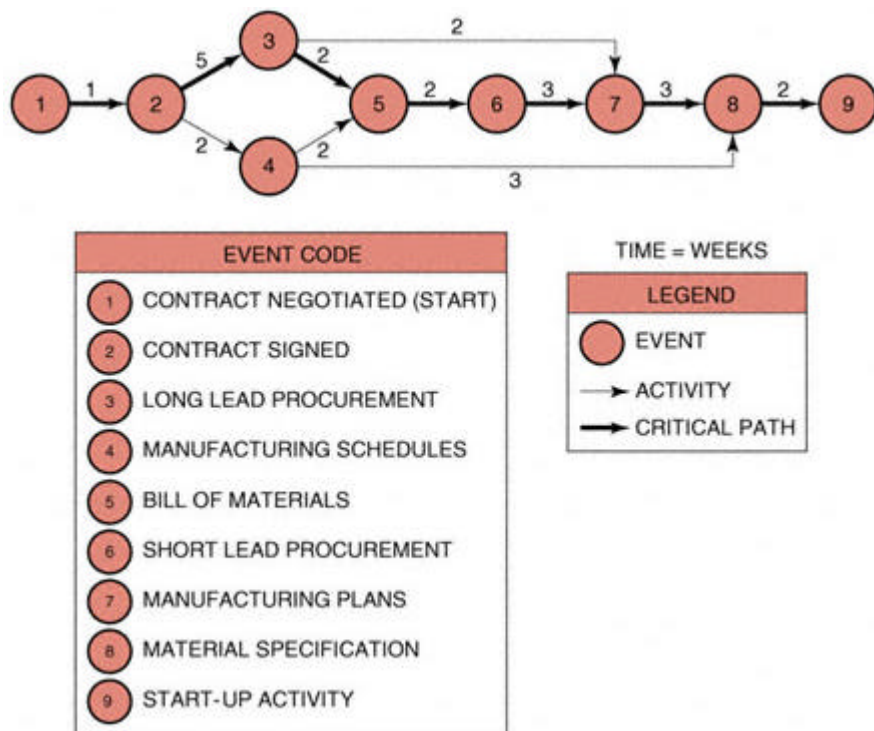 3
2
5
2
1
1
2
5
2
6
3
7
3
8
2
9
2
2
4
3
EVENT CODE
1 CONTRACT NEGOTIATED (START)
2 CONTRACT SIGNED
3 LONG LEAD PROCUREMENT
4 MANUFACTURING SCHEDULES
5 BILL OF MATERIALS
6 SHORT LEAD PROCUREMENT
7 MANUFACTURING PLANS
8 MATERIAL SPECIFICATION
9 START-UP ACTIVITY
TIME = WEEKS
LEGEND
EVENT
ACTIVITY
CRITICAL PATH